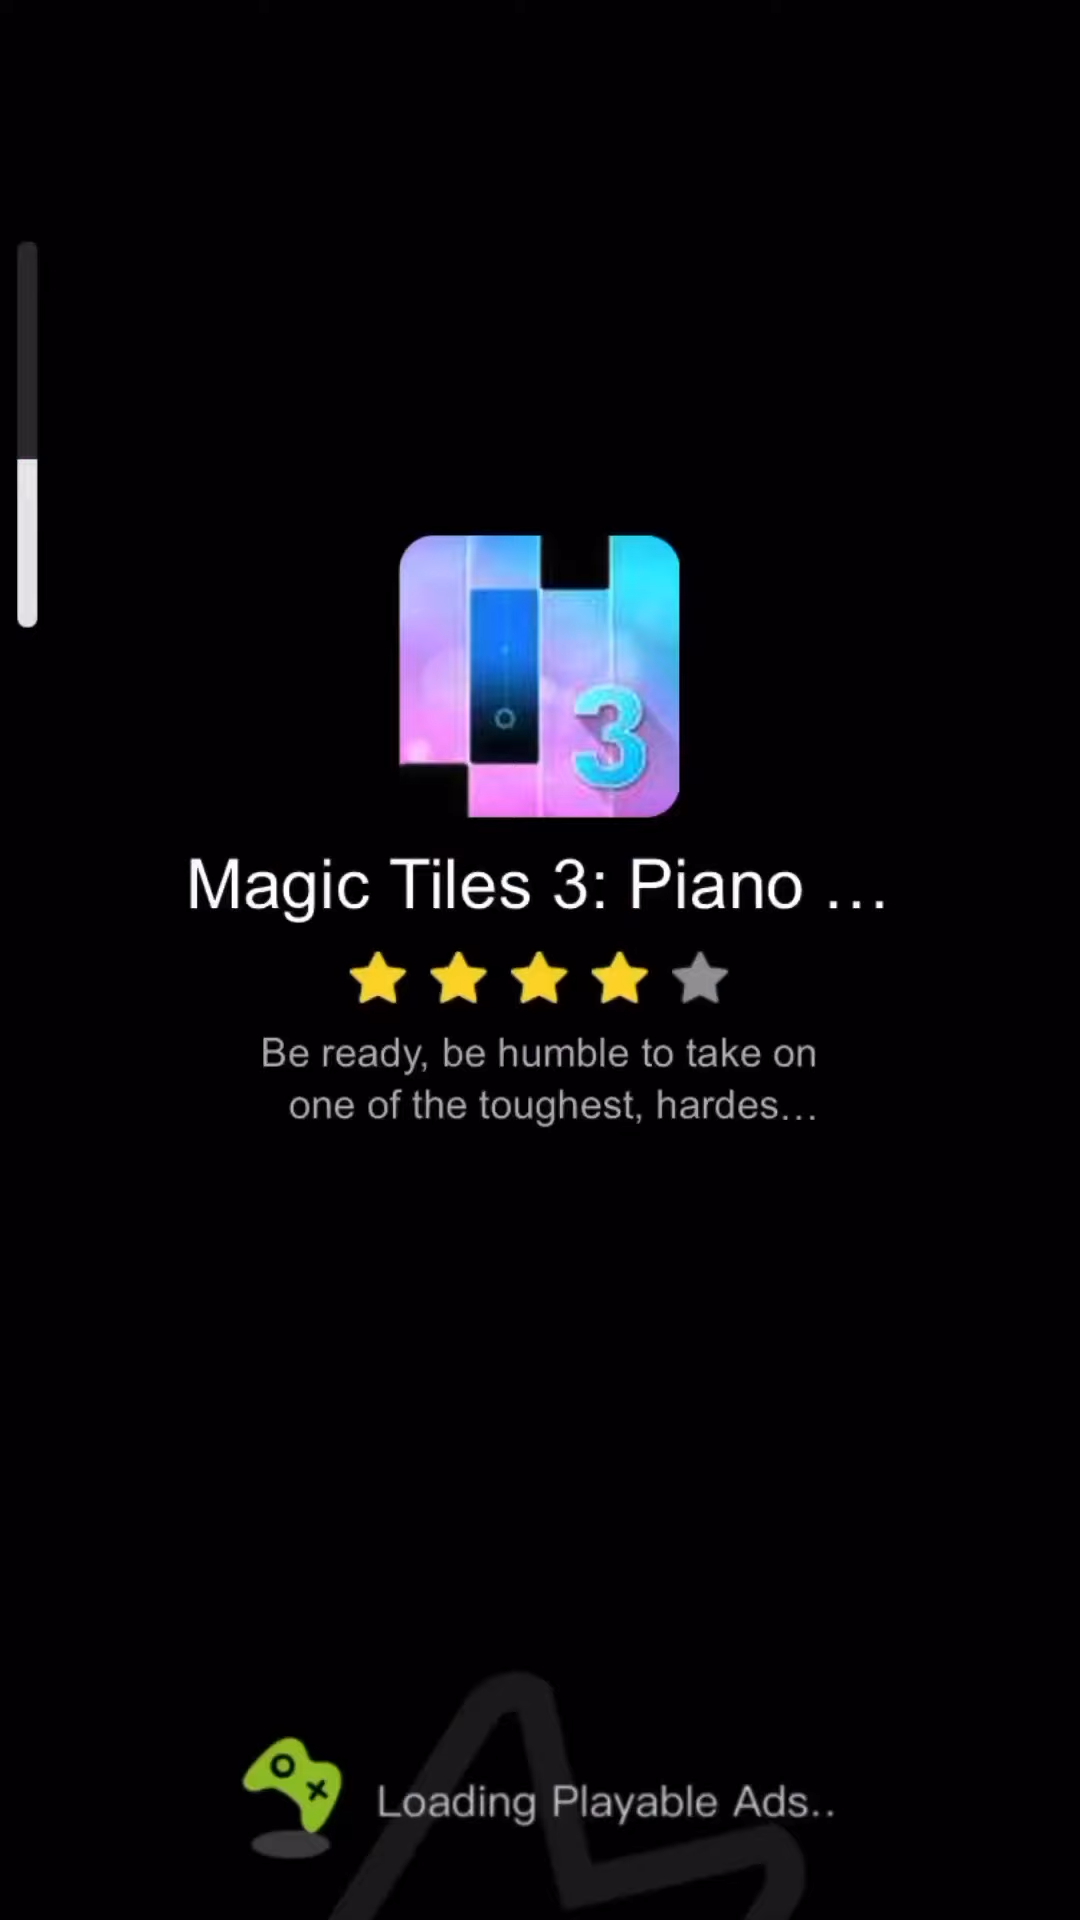 3
Magic Tiles 3: Piano ...
Be ready, be humble to take on
one of the toughest, hardes...
Loading Playable Ads..